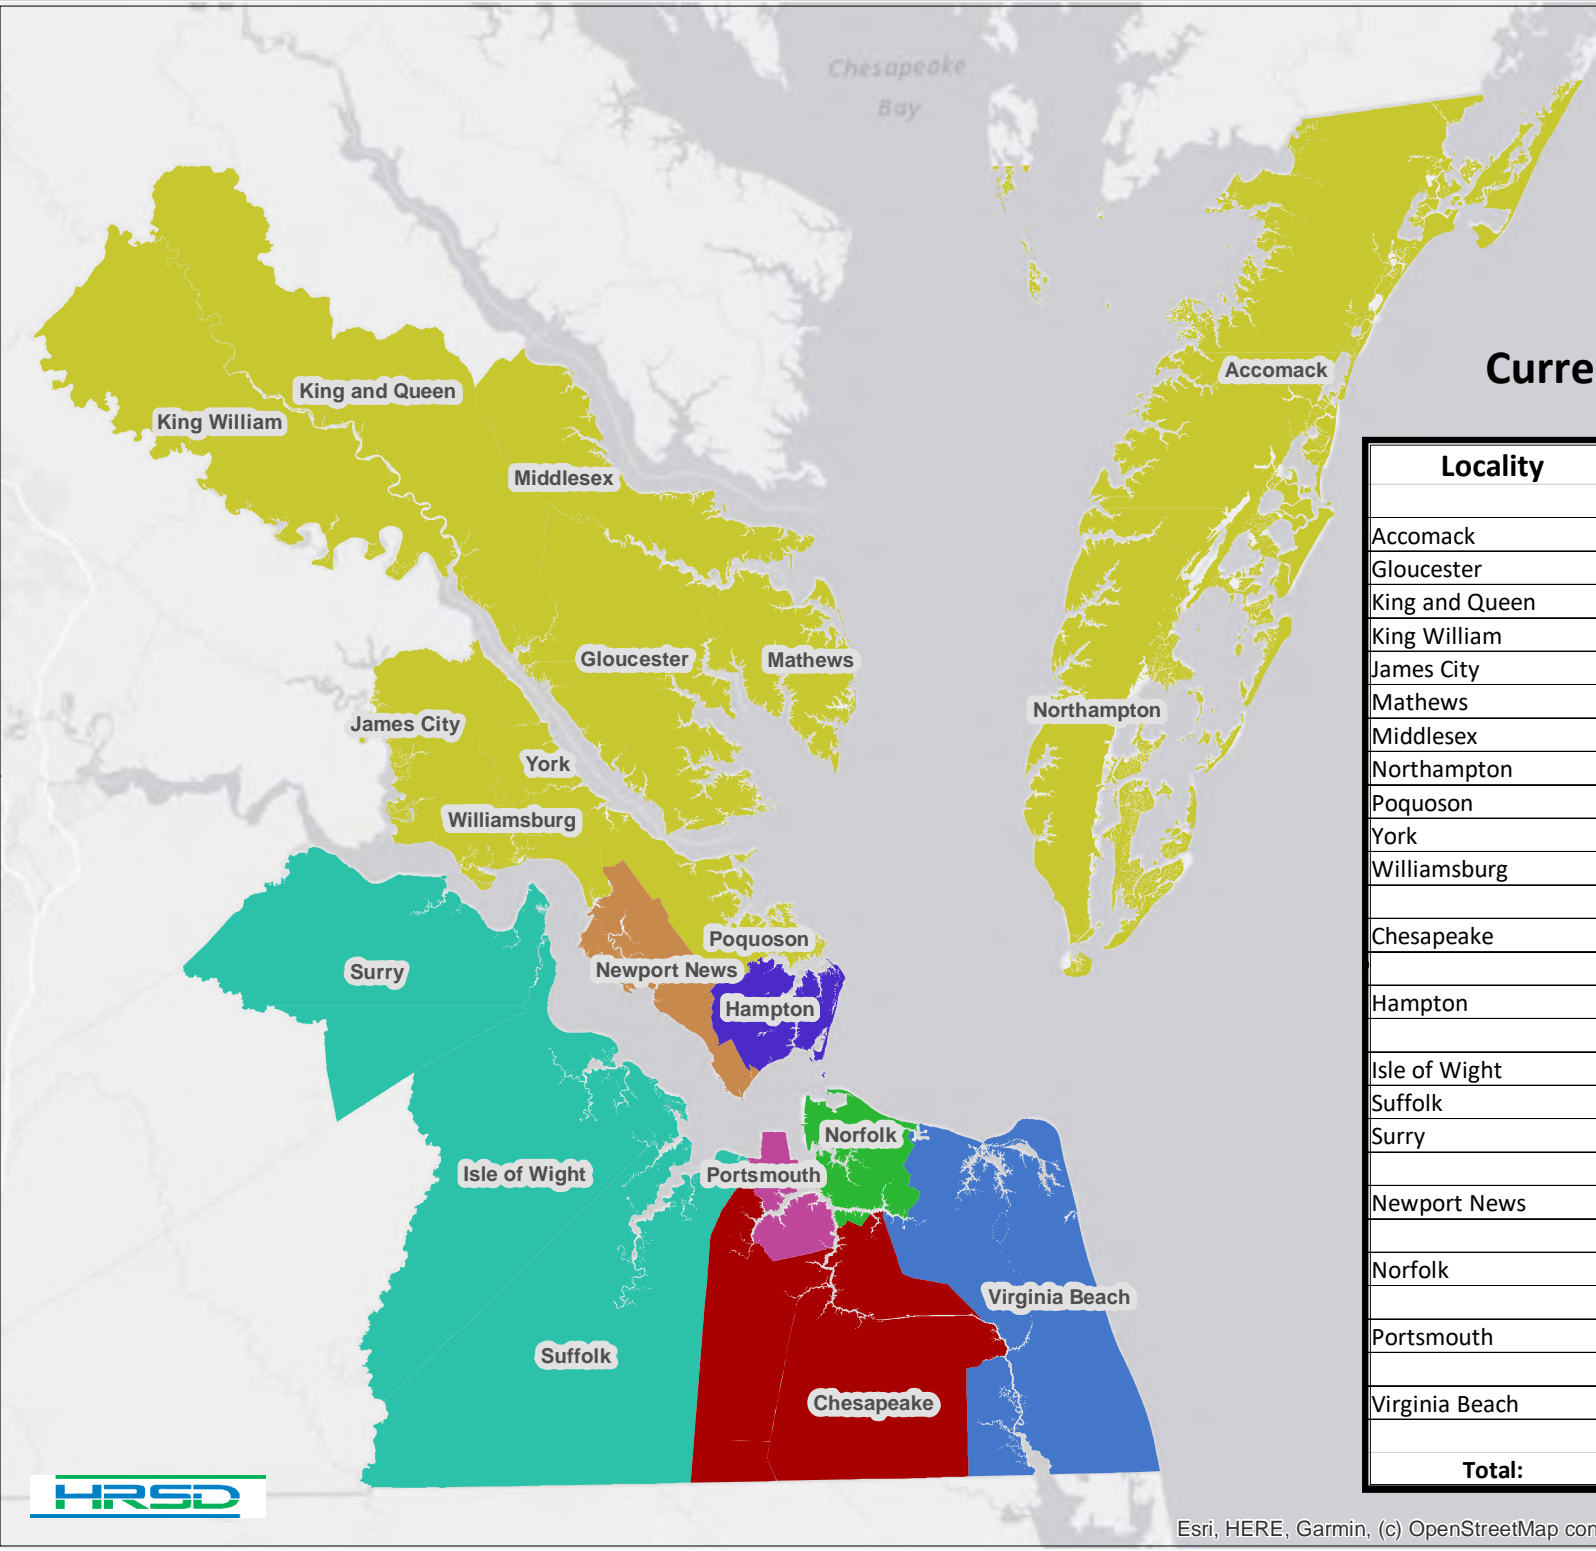 Chesapeake
Bay
Accomack
King and Queen
King William
Middlesex
Gloucester
Mathews
Northampton
James City
York
Williamsburg
Poquoson
Newport News
Surry
Hampton
Norfolk
Portsmouth
Isle of Wight
Virginia Beach
Suffolk
Chesapeake
HRSD
Curre
Locality
Accomack
Gloucester
King and Queen
King William
James City
Mathews
Middlesex
Northampton
Poquoson
York
Williamsburg
Chesapeake
Hampton
Isle of Wight
Suffolk
Surry
Newport News
Norfolk
Portsmouth
Virginia Beach
Total:
Esri, HERE, Garmin, (c) OpenStreetMap con